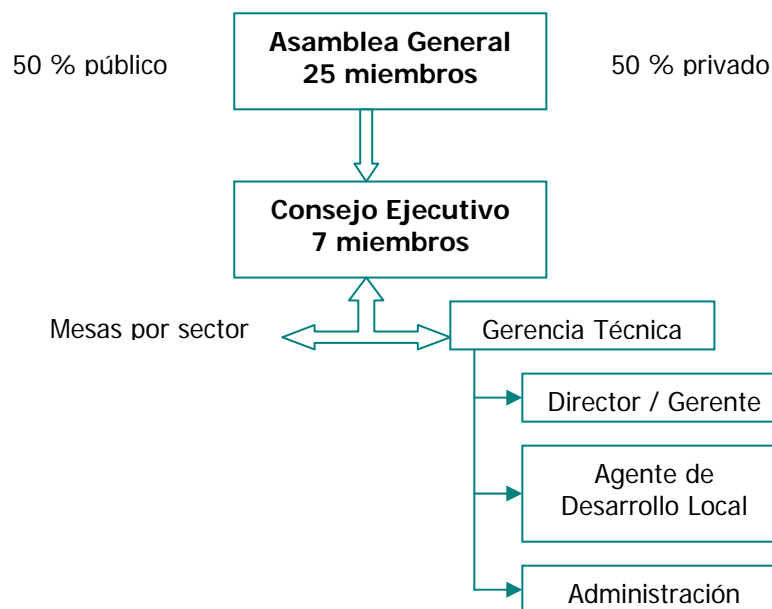 Asamblea General
50 % público
25 miembros
50 % privado
Consejo Ejecutivo
7 miembros
Mesas por sector
Gerencia Técnica
Director / Gerente
Agente de
Desarrollo Local
Administración